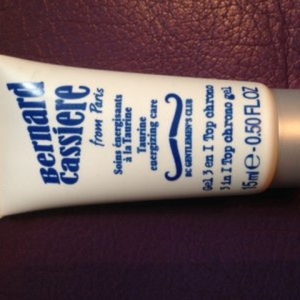 Bernard
Cassiere
from Paris
Soins énergisants
à la Taurine
Taurine
energizing care
BC GENTLEMEN'S CLUB
Gel 3 en 1 Top chrono
3 in 1 Top chrono gel
15ml e - 0.50 FL.OZ